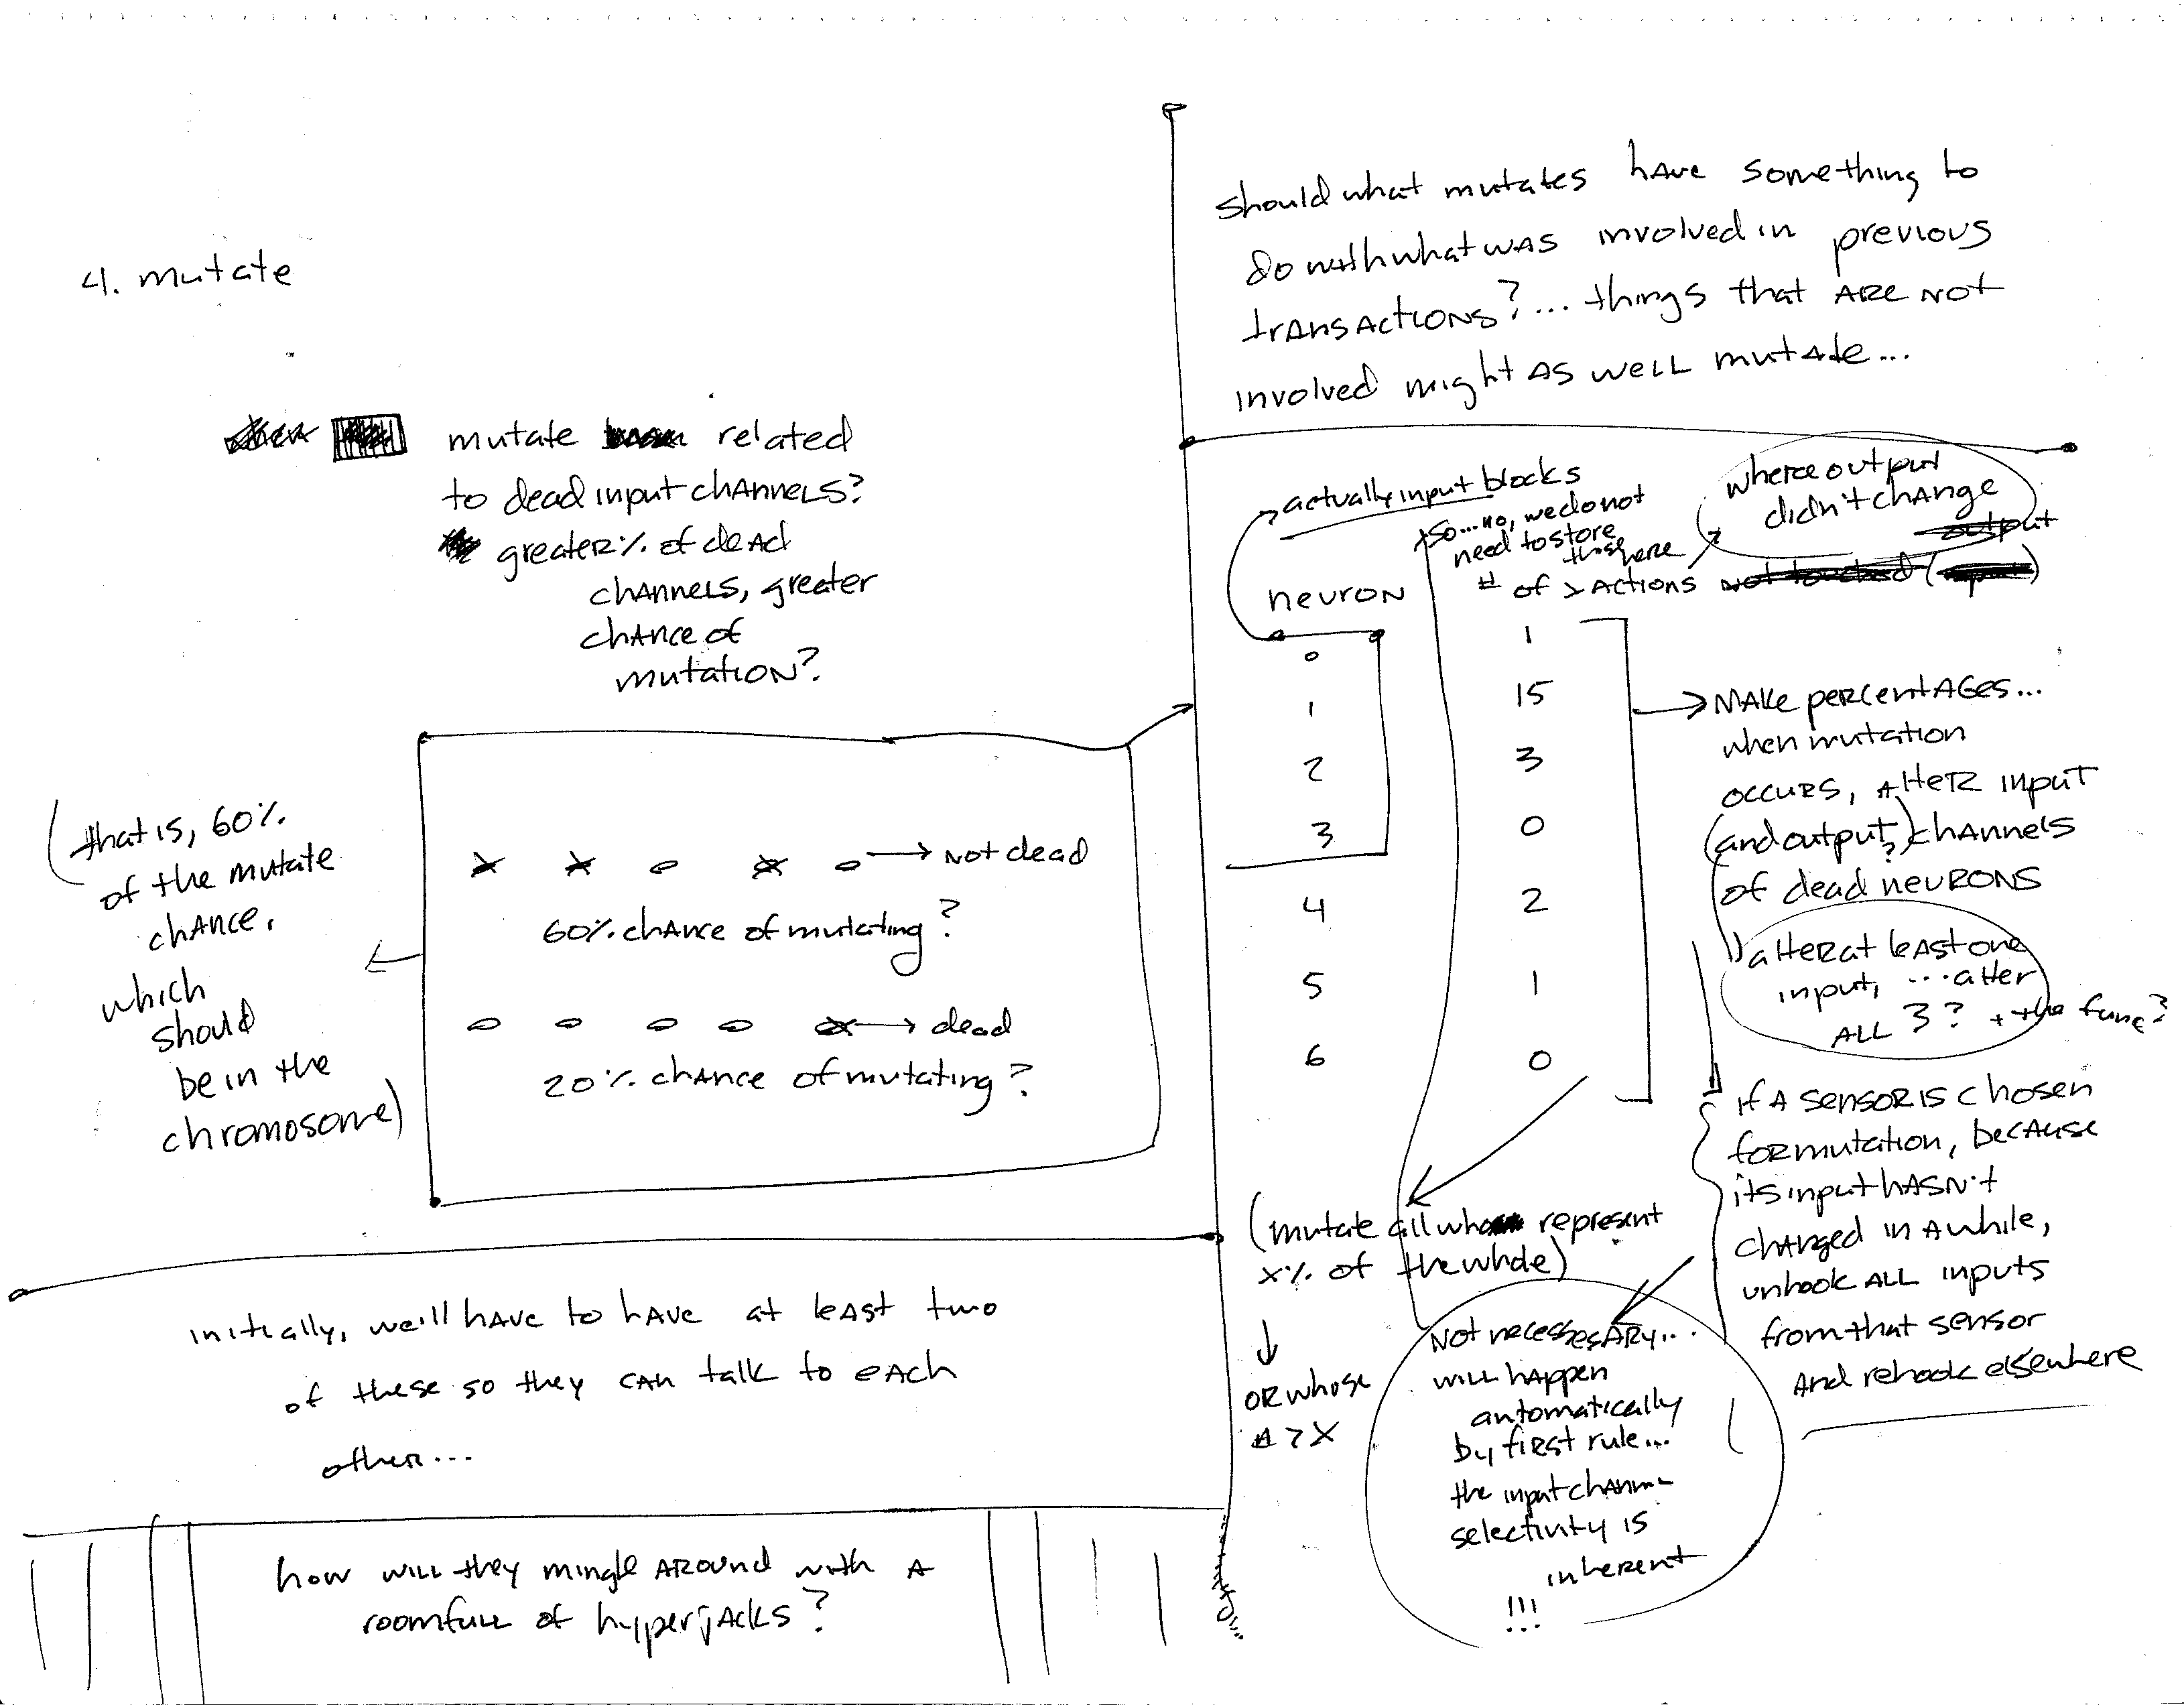 4. mutate
mutate related
to dead input channels?
greater % of dead
channels, greater
chance of
mutation?
(that is, 60%
of the mutate
chance,
which
should
be in the
chromosome)
x x o x o → not dead
60% chance of mutating?
o o o o x → dead
20% chance of mutating?
initially, we'll have to have at least two
of these so they can talk to each
other...
how will they mingle around with a
roomfull of hyperjacks?
should what mutates have something to
do with what was involved in previous
transactions?... things that are not
involved might as well mutate...
actually input blocks
so... no, we do not
need to store
those here
where output
didn't change
output
neuron # of xactions not touched ( )
0 1
1 15
2 3
3 0
4 2
5 1
6 0
→ make percentages...
when mutation
occurs, alter input
(and output?) channels
of dead neurons
alter at least one
input, ...alter
all 3? + the func?
if a sensor is chosen
for mutation, because
its input hasn't
changed in awhile,
unhook all inputs
from that sensor
and rehook elsewhere
(mutate all who represent
x% of the whole)
↓
or whose
# > x
not necessary...
will happen
automatically
by first rule...
the input channel
selectivity is
inherent
!!!